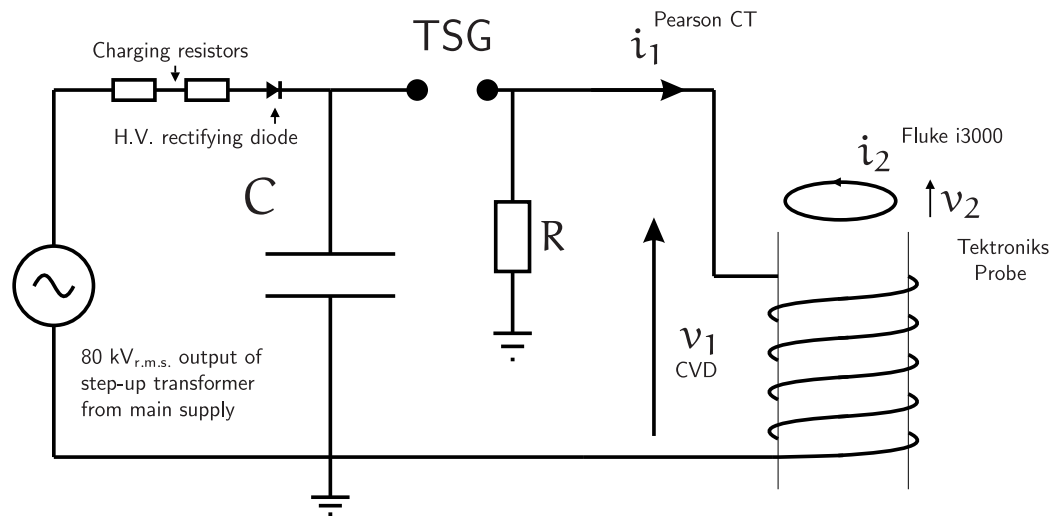 TSG
Pearson CT
i₁
Charging resistors
H.V. rectifying diode
C
R
i₂ Fluke i3000
v₂
Tektroniks
Probe
v₁
CVD
80 kVr.m.s. output of
step-up transformer
from main supply